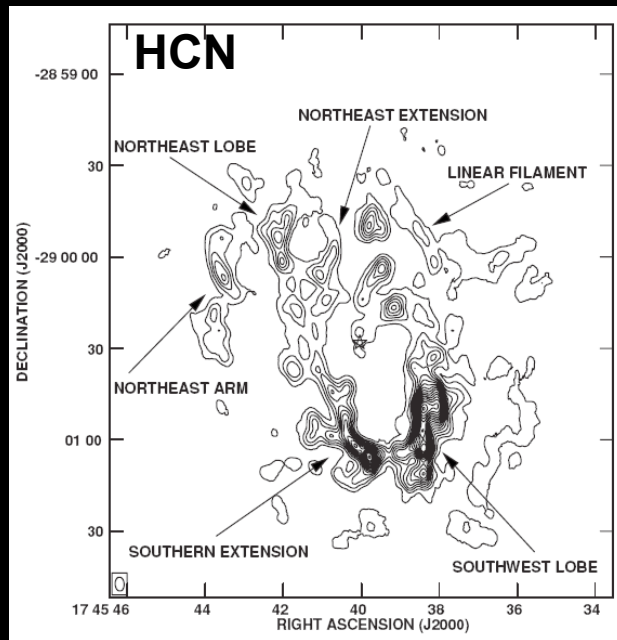 HCN
-28 59 00
NORTHEAST EXTENSION
NORTHEAST LOBE
30
LINEAR FILAMENT
-29 00 00
DECLINATION (J2000)
30
NORTHEAST ARM
01 00
30
SOUTHERN EXTENSION
SOUTHWEST LOBE
17 45 46 44 42 40 38 36 34
RIGHT ASCENSION (J2000)